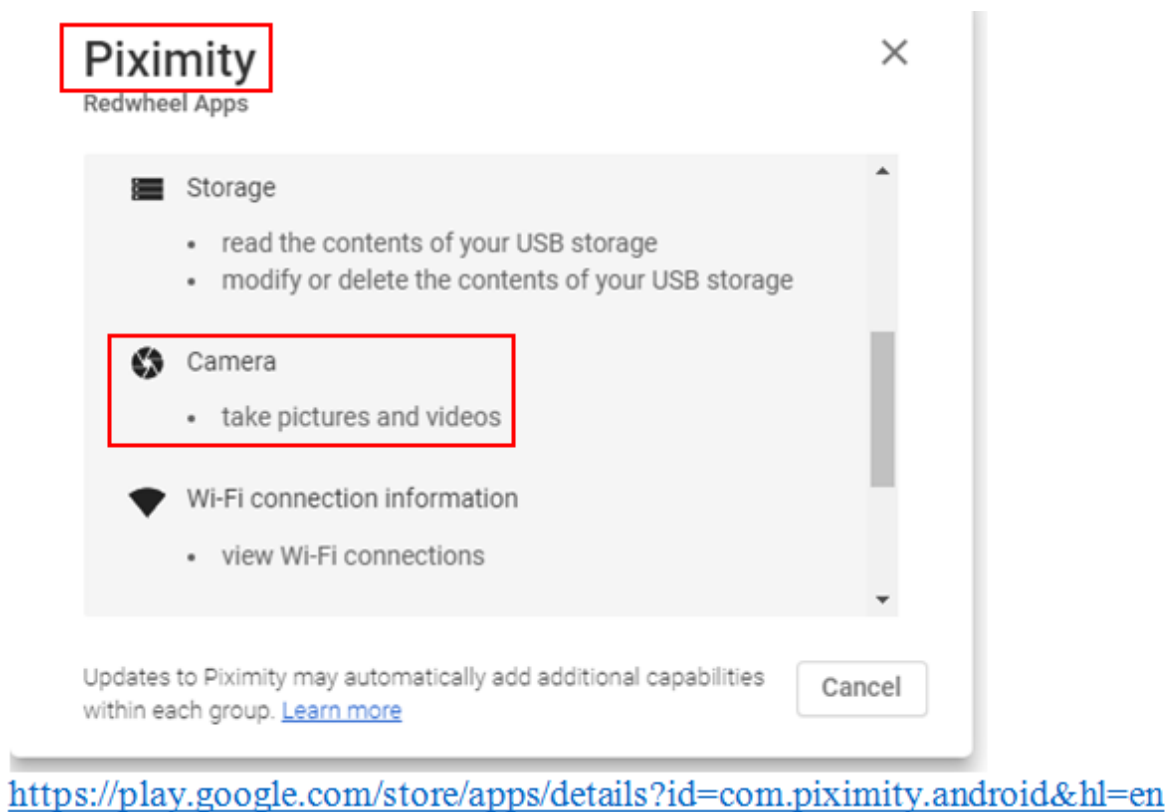 Piximity
Redwheel Apps
Storage
• read the contents of your USB storage
• modify or delete the contents of your USB storage
Camera
• take pictures and videos
Wi-Fi connection information
• view Wi-Fi connections
Updates to Piximity may automatically add additional capabilities
within each group. Learn more
Cancel
https://play.google.com/store/apps/details?id=com.piximity.android&hl=en